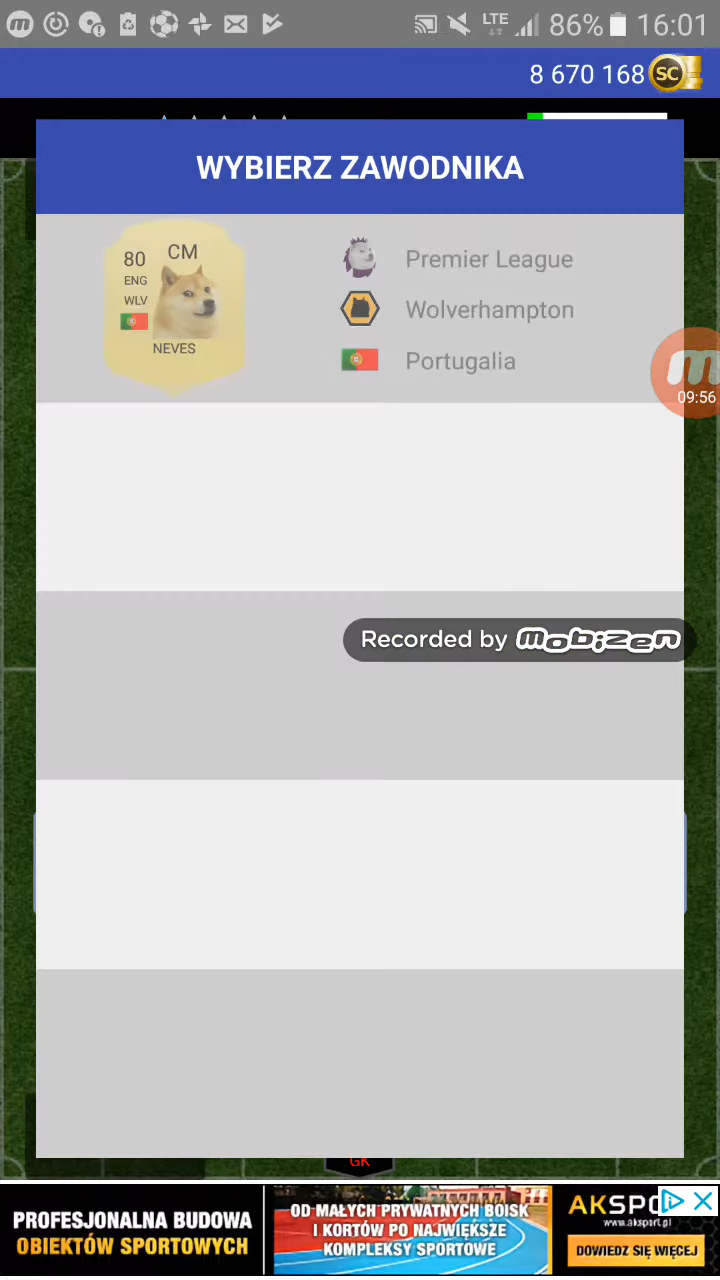 LTE 86% 16:01
8 670 168 SC
WYBIERZ ZAWODNIKA
80 CM
ENG
WLV
NEVES
Premier League
Wolverhampton
Portugalia
09:56
Recorded by mobizen
GK
PROFESJONALNA BUDOWA
OBIEKTÓW SPORTOWYCH
OD MAŁYCH PRYWATNYCH BOISK
I KORTÓW PO NAJWIĘKSZE
KOMPLEKSY SPORTOWE
www.aksport.pl
DOWIEDZ SIĘ WIĘCEJ